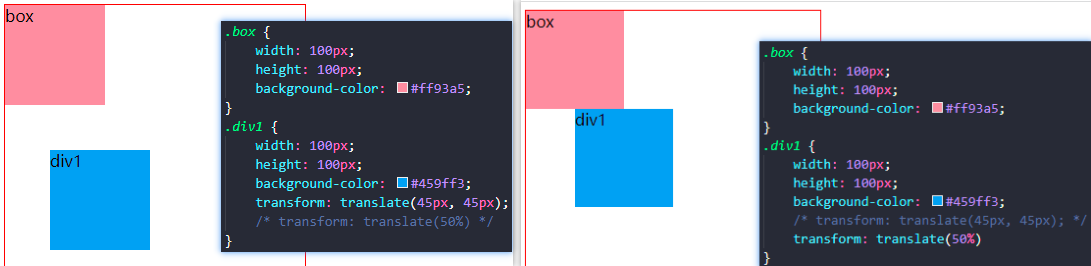 box
div1
.box {
width: 100px;
height: 100px;
background-color: #ff93a5;
}
.div1 {
width: 100px;
height: 100px;
background-color: #459ff3;
transform: translate(45px, 45px);
/* transform: translate(50%) */
}
box
div1
.box {
width: 100px;
height: 100px;
background-color: #ff93a5;
}
.div1 {
width: 100px;
height: 100px;
background-color: #459ff3;
/* transform: translate(45px, 45px); */
transform: translate(50%)
}